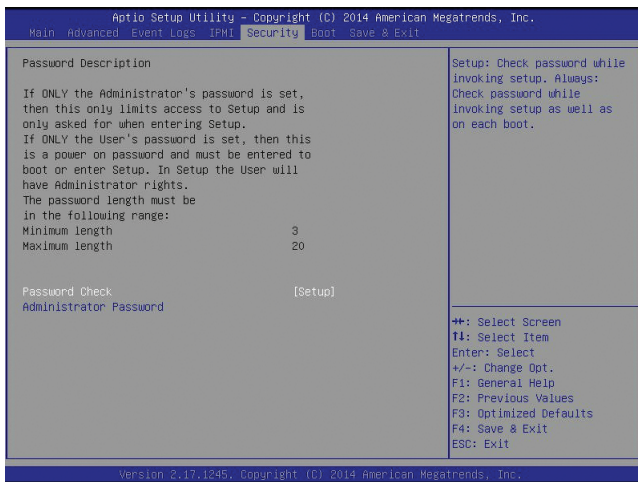 Aptio Setup Utility – Copyright (C) 2014 American Megatrends, Inc.
Main Advanced Event Logs IPMI Security Boot Save & Exit
Password Description
If ONLY the Administrator's password is set,
then this only limits access to Setup and is
only asked for when entering Setup.
If ONLY the User's password is set, then this
is a power on password and must be entered to
boot or enter Setup. In Setup the User will
have Administrator rights.
The password length must be
in the following range:
Minimum length 3
Maximum length 20
Password Check [Setup]
Administrator Password
Setup: Check password while
invoking setup. Always:
Check password while
invoking setup as well as
on each boot.
→←: Select Screen
↑↓: Select Item
Enter: Select
+/-: Change Opt.
F1: General Help
F2: Previous Values
F3: Optimized Defaults
F4: Save & Exit
ESC: Exit
Version 2.17.1245. Copyright (C) 2014 American Megatrends, Inc.